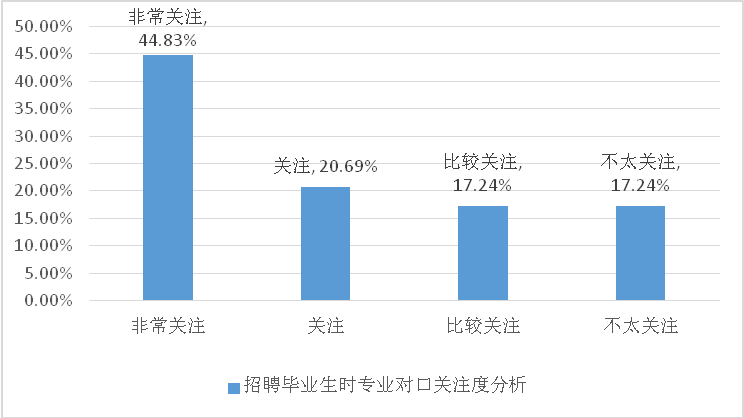 非常关注,
44.83%
关注, 20.69%
比较关注,
17.24%
不太关注,
17.24%
50.00%
45.00%
40.00%
35.00%
30.00%
25.00%
20.00%
15.00%
10.00%
5.00%
0.00%
非常关注
关注
比较关注
不太关注
招聘毕业生时专业对口关注度分析